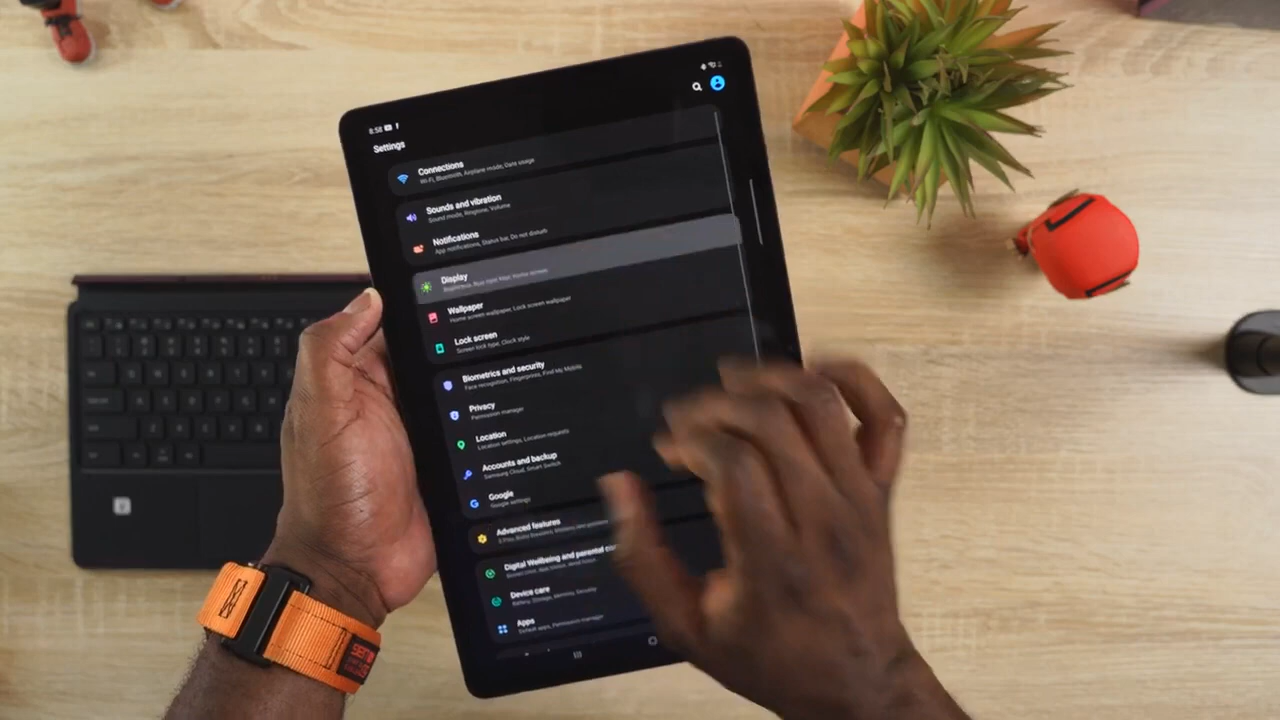 8:58
Settings
Connections
Wi-Fi, Bluetooth, Airplane mode, Data usage
Sounds and vibration
Sound mode, Ringtone, Volume
Notifications
App notifications, Status bar, Do not disturb
Display
Wallpaper
Home screen wallpaper, Lock screen wallpaper
Lock screen
Screen lock type, Clock style
Biometrics and security
Face recognition, Fingerprints, Find My Mobile
Privacy
Permission manager
Location
Location settings, Location requests
Accounts and backup
Samsung Cloud, Smart Switch
Google
Google settings
Advanced features
Digital Wellbeing and parental
Device care
Battery, Storage, Memory, Security
Apps
Default apps, Permission manager